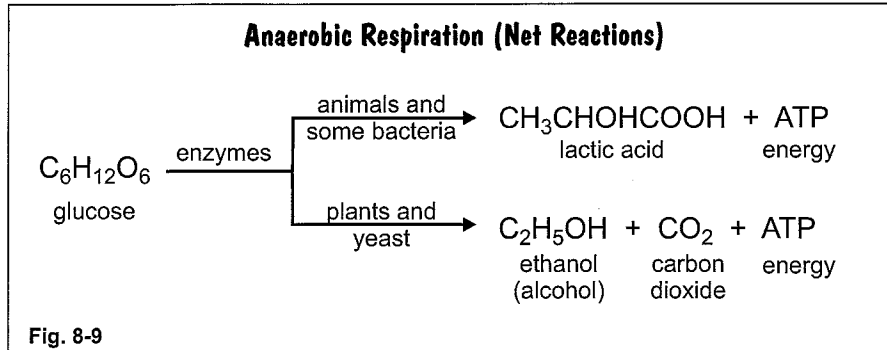 Anaerobic Respiration (Net Reactions)
C₆H₁₂O₆
glucose
enzymes
animals and
some bacteria
CH₃CHOHCOOH + ATP
lactic acid energy
plants and
yeast
C₂H₅OH + CO₂ + ATP
ethanol carbon energy
(alcohol) dioxide
Fig. 8-9